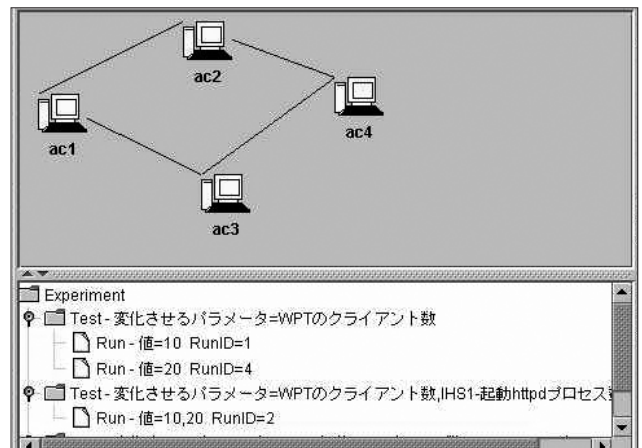 ac2
ac4
ac1
ac3
Experiment
Test - 変化させるパラメータ=WPTのクライアント数
Run - 値=10 RunID=1
Run - 値=20 RunID=4
Test - 変化させるパラメータ=WPTのクライアント数,IHS1-起動httpdプロセス
Run - 値=10,20 RunID=2